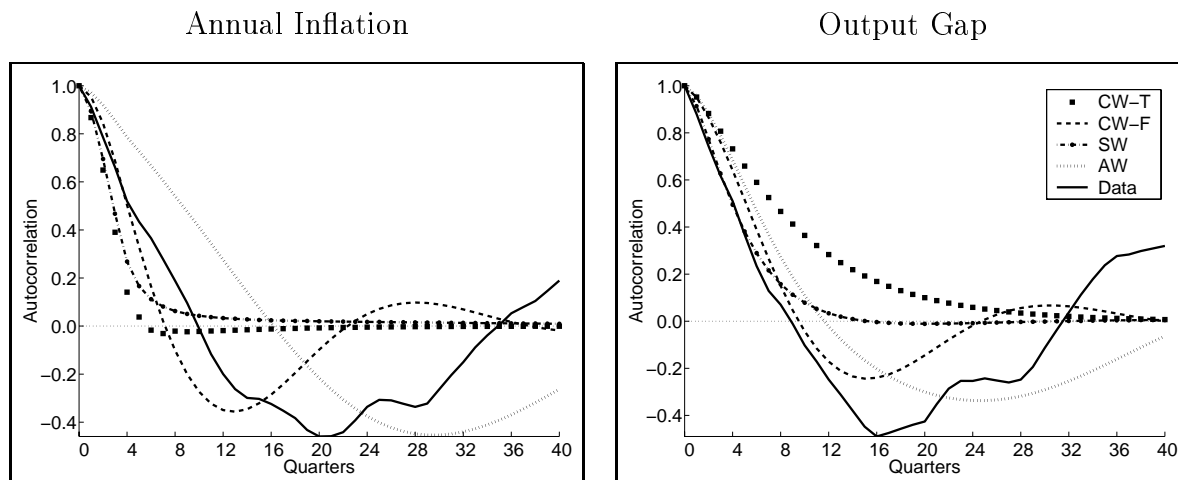 Annual Inflation
Output Gap
Autocorrelation
1.0
0.8
0.6
0.4
0.2
0.0
−0.2
−0.4
0 4 8 12 16 20 24 28 32 36 40
Quarters
Autocorrelation
1.0
0.8
0.6
0.4
0.2
0.0
−0.2
−0.4
0 4 8 12 16 20 24 28 32 36 40
Quarters
CW−T
CW−F
SW
AW
Data